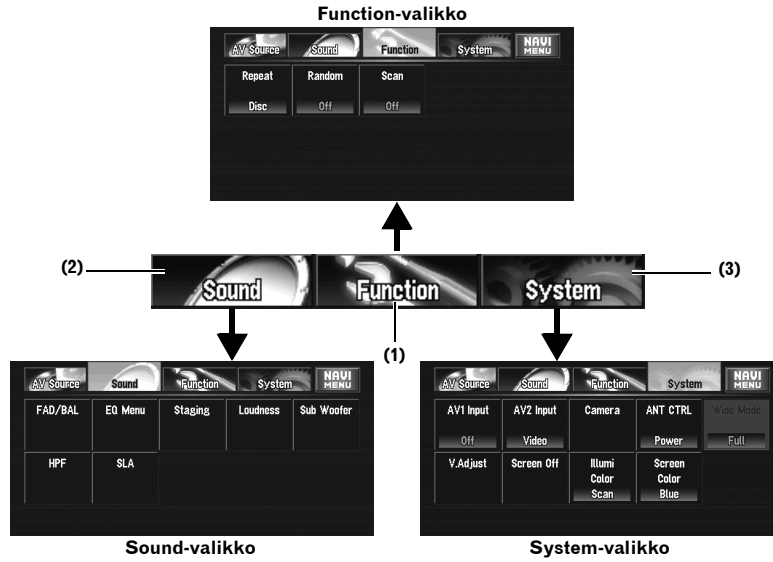 Function-valikko
AV Source Sound Function System NAVI MENU
Repeat Random Scan
Disc Off Off
(2) Sound Function System (3)
(1)
AV Source Sound Function System NAVI MENU
FAD/BAL EQ Menu Staging Loudness Sub Woofer
HPF SLA
Sound-valikko
AV Source Sound Function System NAVI MENU
AV1 Input AV2 Input Camera ANT CTRL Wide Mode
Off Video Power Full
V.Adjust Screen Off Illumi Color Scan Screen Color Blue
System-valikko